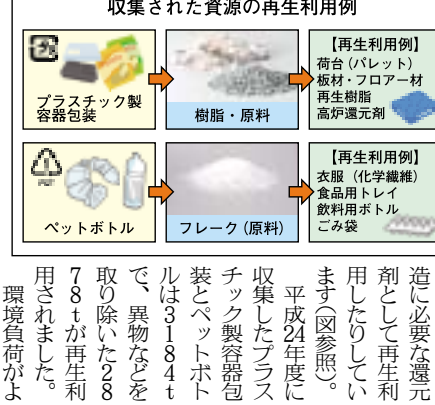 収集された資源の再生利用例
プラスチック製
容器包装
樹脂・原料
【再生利用例】
荷台(パレット)
板材・フロアー材
再生樹脂
高炉還元剤
ペットボトル
フレーク(原料)
【再生利用例】
衣服(化学繊維)
食品用トレイ
飲料用ボトル
ごみ袋
造に必要な還元
剤として再生利
用したりしてい
ます(図参照)。
平成24年度に
収集したプラス
チック製容器包
装とペットボト
ルは3184t
で、異物などを
取り除いた28
78tが再生利
用されました。
環境負荷がよ